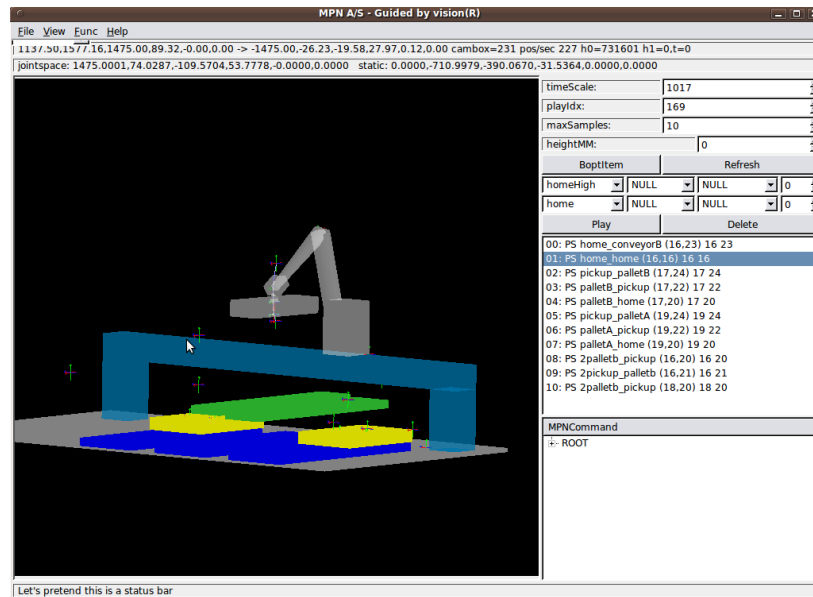 MPN A/S - Guided by vision(R)
File View Func Help
1137.50,1577.16,1475.00,89.32,-0.00,0.00 -> -1475.00,-26.23,-19.58,27.97,0.12,0.00 cambox=231 pos/sec 227 h0=731601 h1=0,t=0
jointspace: 1475.0001,74.0287,-109.5704,53.7778,-0.0000,0.0000 static: 0.0000,-710.9979,-390.0670,-31.5364,0.0000,0.0000
timeScale: 1017
playIdx: 169
maxSamples: 10
heightMM: 0
BoptItem Refresh
homeHigh NULL NULL 0
home NULL NULL 0
Play Delete
00: PS home_conveyorB (16,23) 16 23
01: PS home_home (16,16) 16 16
02: PS pickup_palletB (17,24) 17 24
03: PS palletB_pickup (17,22) 17 22
04: PS palletB_home (17,20) 17 20
05: PS pickup_palletA (19,24) 19 24
06: PS palletA_pickup (19,22) 19 22
07: PS palletA_home (19,20) 19 20
08: PS 2palletb_pickup (16,20) 16 20
09: PS 2pickup_palletb (16,21) 16 21
10: PS 2palletb_pickup (18,20) 18 20
MPNCommand
ROOT
Let's pretend this is a status bar